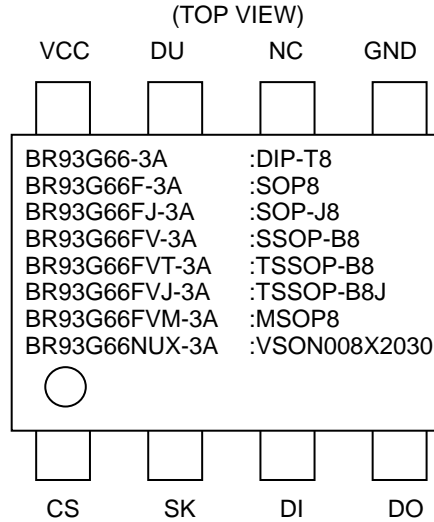 (TOP VIEW)
VCC DU NC GND
BR93G66-3A :DIP-T8
BR93G66F-3A :SOP8
BR93G66FJ-3A :SOP-J8
BR93G66FV-3A :SSOP-B8
BR93G66FVT-3A :TSSOP-B8
BR93G66FVJ-3A :TSSOP-B8J
BR93G66FVM-3A :MSOP8
BR93G66NUX-3A :VSON008X2030
CS SK DI DO